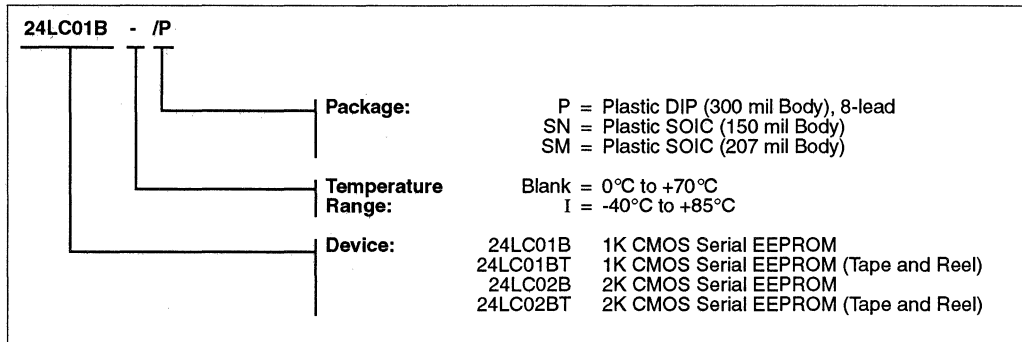 24LC01B - /P
Package: P = Plastic DIP (300 mil Body), 8-lead
SN = Plastic SOIC (150 mil Body)
SM = Plastic SOIC (207 mil Body)
Temperature Blank = 0°C to +70°C
Range: I = -40°C to +85°C
Device: 24LC01B 1K CMOS Serial EEPROM
24LC01BT 1K CMOS Serial EEPROM (Tape and Reel)
24LC02B 2K CMOS Serial EEPROM
24LC02BT 2K CMOS Serial EEPROM (Tape and Reel)